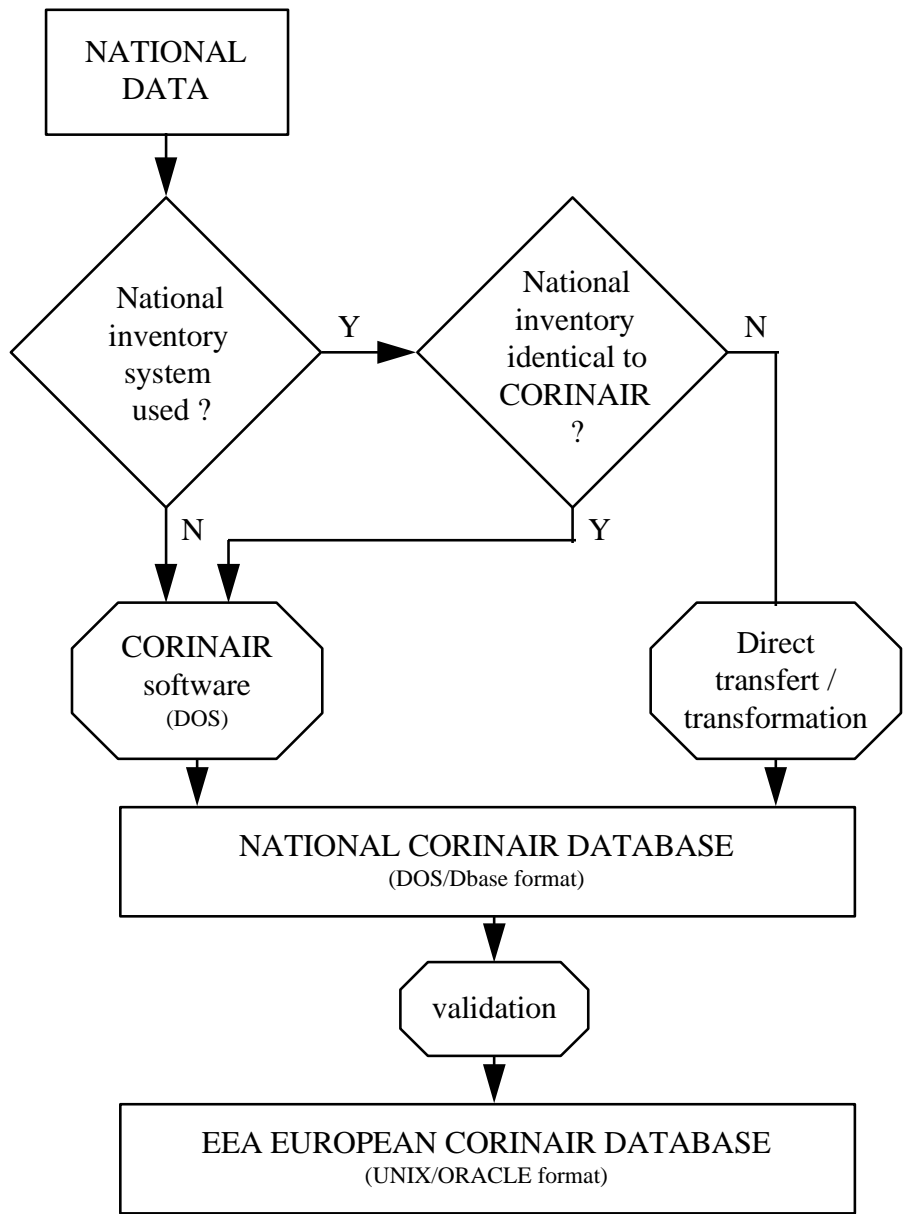 NATIONAL
DATA
National
inventory
system
used ?
Y
National
inventory
identical to
CORINAIR
?
N
N
Y
CORINAIR
software
(DOS)
Direct
transfert /
transformation
NATIONAL CORINAIR DATABASE
(DOS/Dbase format)
validation
EEA EUROPEAN CORINAIR DATABASE
(UNIX/ORACLE format)